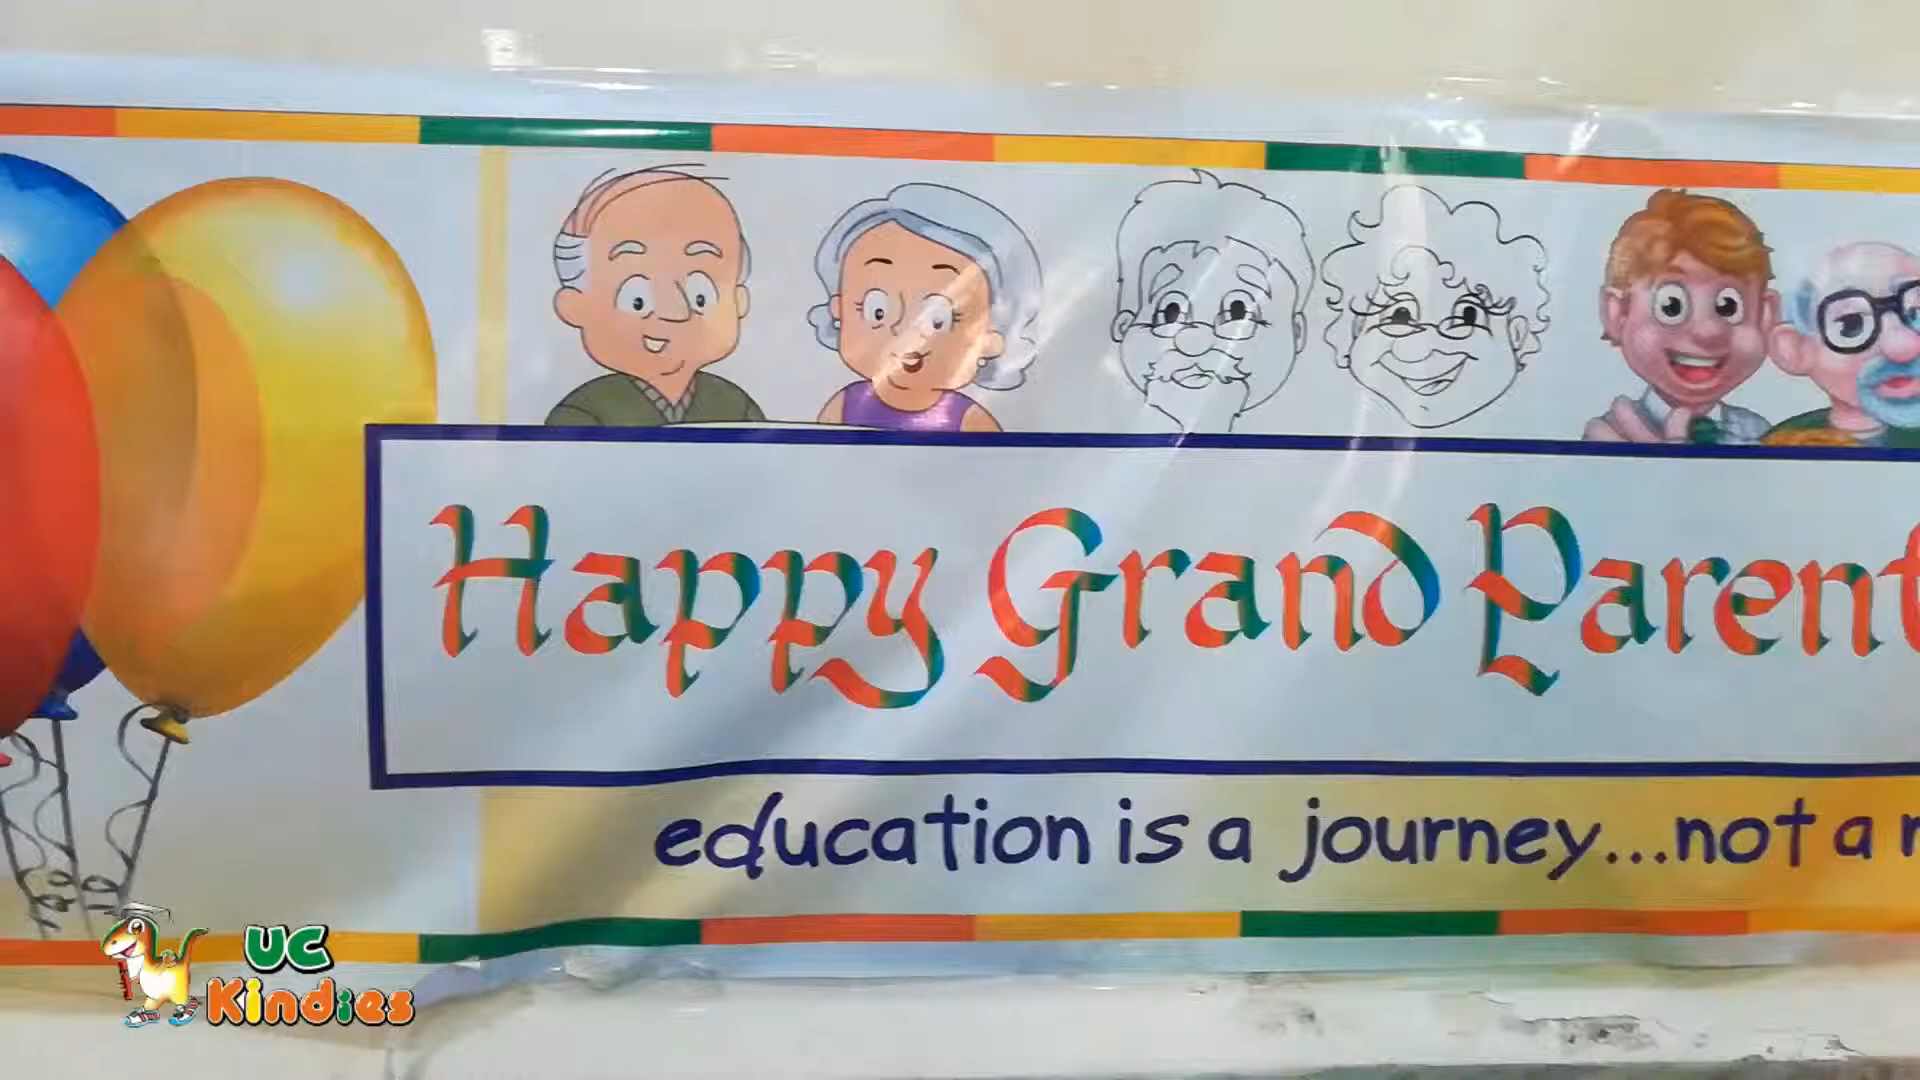 Happy Grand Parent
education is a journey...not a
UC
Kindies